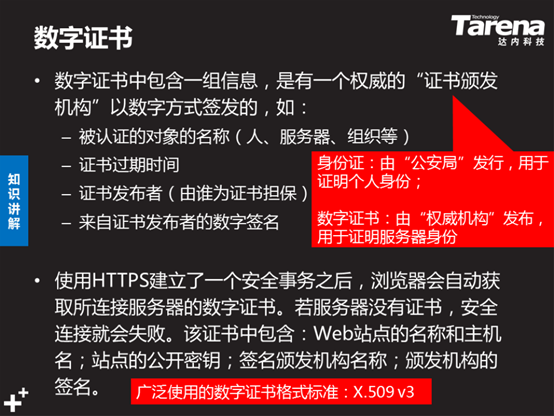 数字证书
Technology
Tarena
达内科技
• 数字证书中包含一组信息，是有一个权威的“证书颁发
机构”以数字方式签发的，如：
– 被认证的对象的名称（人、服务器、组织等）
– 证书过期时间
– 证书发布者（由谁为证书担保）
– 来自证书发布者的数字签名
身份证：由“公安局”发行，用于
证明个人身份；
数字证书：由“权威机构”发布，
用于证明服务器身份
知
识
讲
解
• 使用HTTPS建立了一个安全事务之后，浏览器会自动获
取所连接服务器的数字证书。若服务器没有证书，安全
连接就会失败。该证书中包含：Web站点的名称和主机
名；站点的公开密钥；签名颁发机构名称；颁发机构的
签名。
广泛使用的数字证书格式标准：X.509 v3